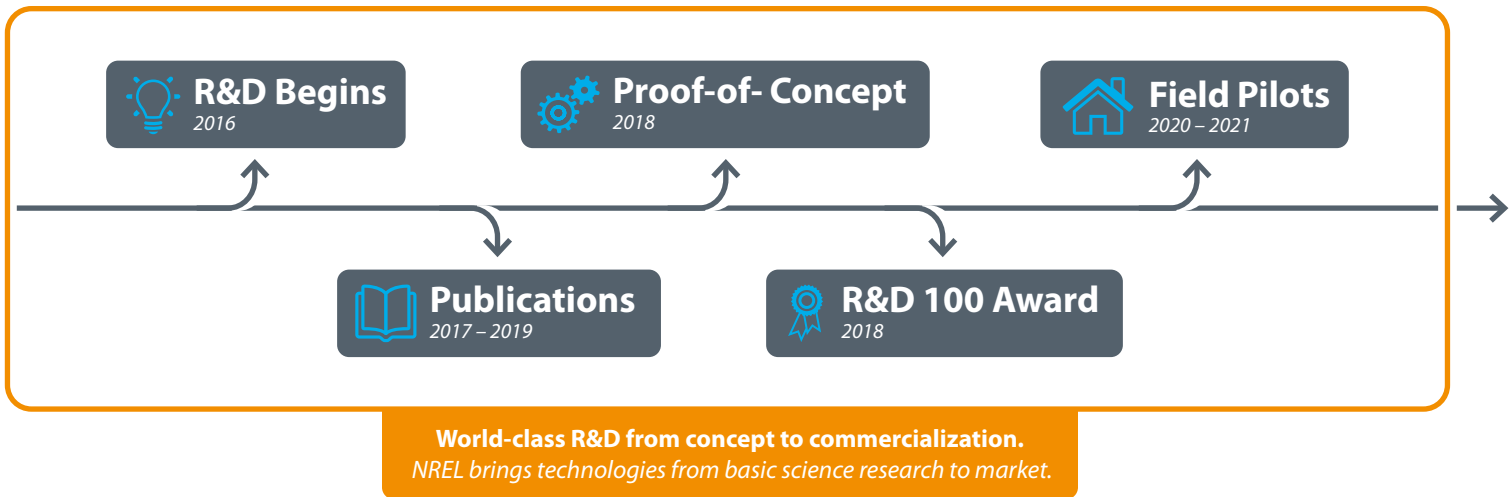 R&D Begins
2016
Proof-of- Concept
2018
Field Pilots
2020 – 2021
Publications
2017 – 2019
R&D 100 Award
2018
World-class R&D from concept to commercialization.
NREL brings technologies from basic science research to market.